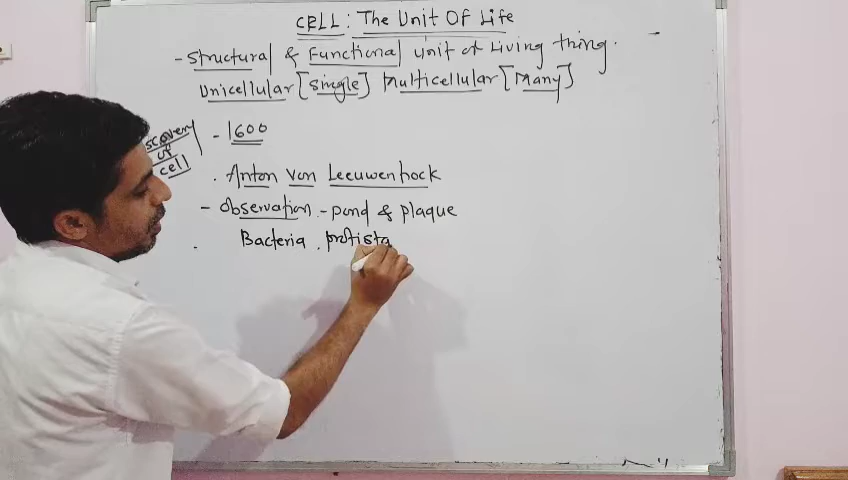 CELL: The Unit Of Life
- Structural & Functional unit of Living thing.
Unicellular [single] Multicellular [Many]
scovery of cell
- 1600
. Anton Von Leeuwenhock
- Observation - pond & plaque
. Bacteria . protista